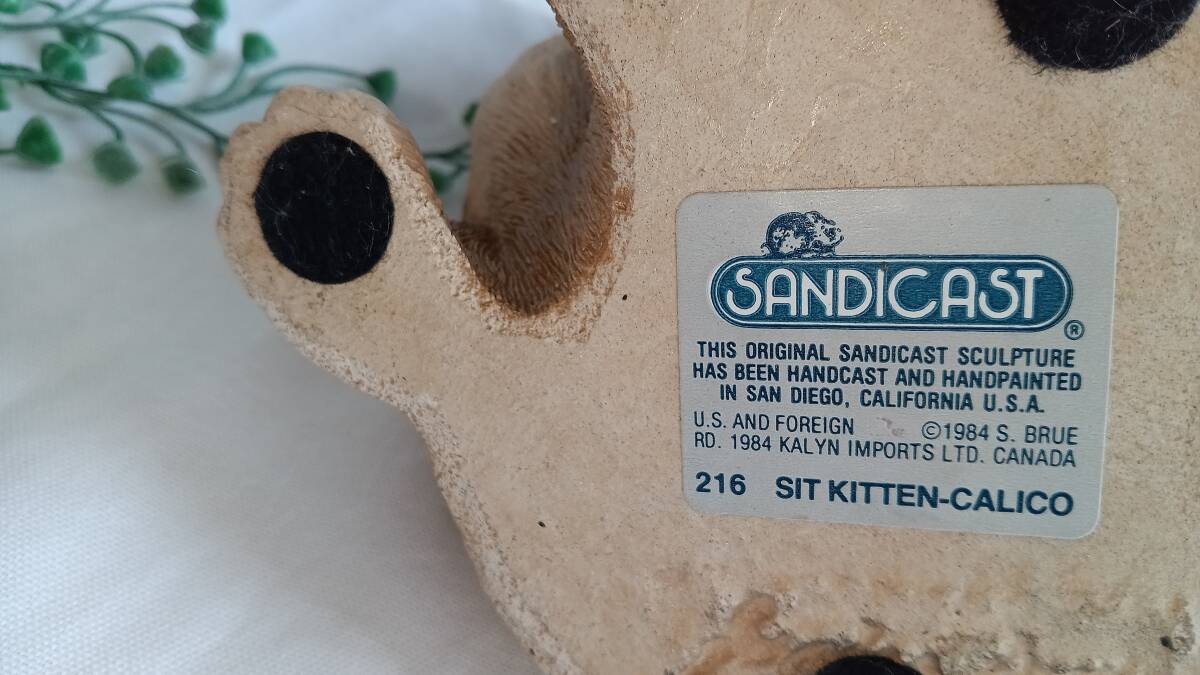 SANDICAST®
THIS ORIGINAL SANDICAST SCULPTURE
HAS BEEN HANDCAST AND HANDPAINTED
IN SAN DIEGO, CALIFORNIA U.S.A.
U.S. AND FOREIGN ©1984 S. BRUE
RD. 1984 KALYN IMPORTS LTD. CANADA
216 SIT KITTEN-CALICO